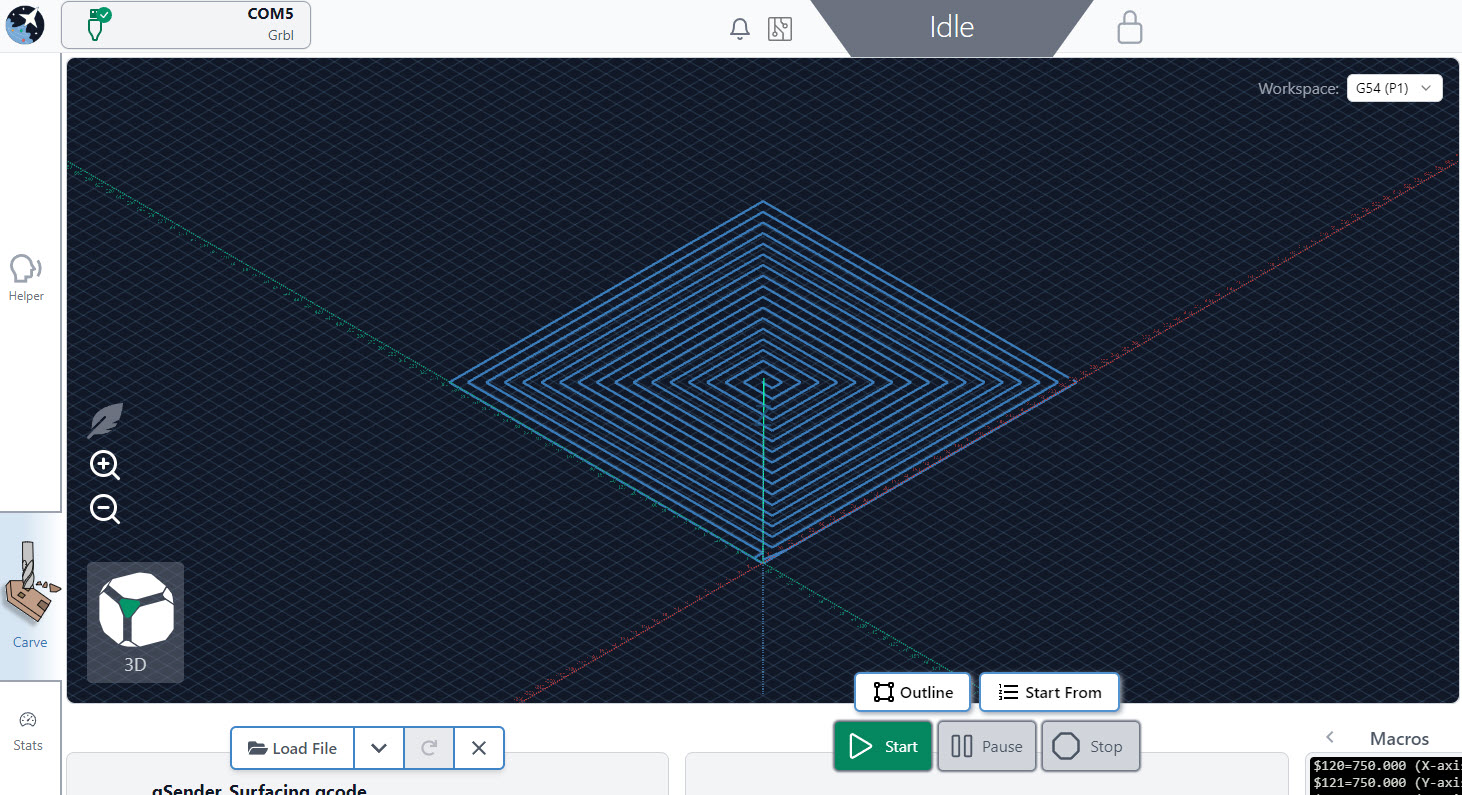 COM5
Grbl
Idle
Workspace: G54 (P1)
Helper
3D
Carve
Stats
Outline
Start From
Load File
Start
Pause
Stop
Macros
gSender_Surfacing.gcode
$120=750.000 (X-axi
$121=750.000 (Y-axi